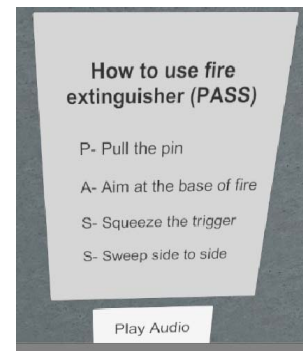 How to use fire
extinguisher (PASS)
P- Pull the pin
A- Aim at the base of fire
S- Squeeze the trigger
S- Sweep side to side
Play Audio